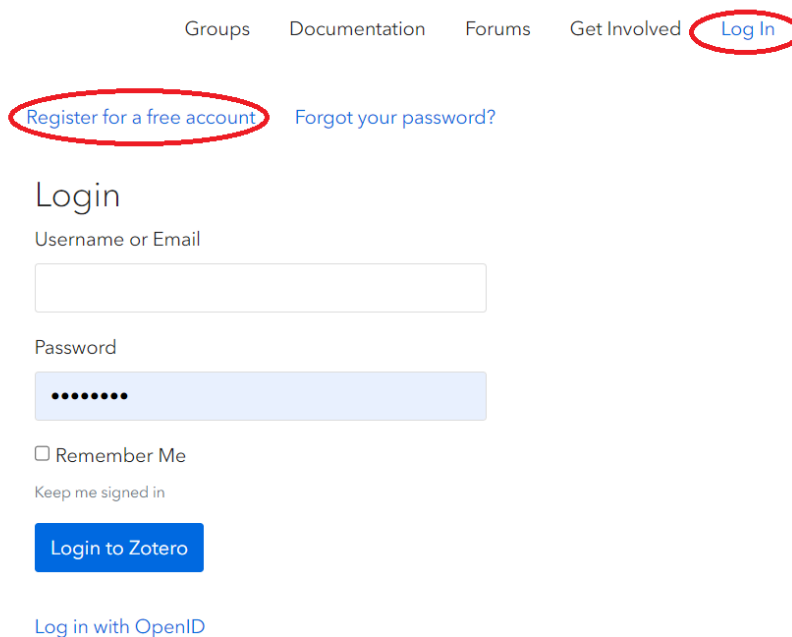 Groups Documentation Forums Get Involved Log In
Register for a free account Forgot your password?
Login
Username or Email
Password
••••••••
Remember Me
Keep me signed in
Login to Zotero
Log in with OpenID